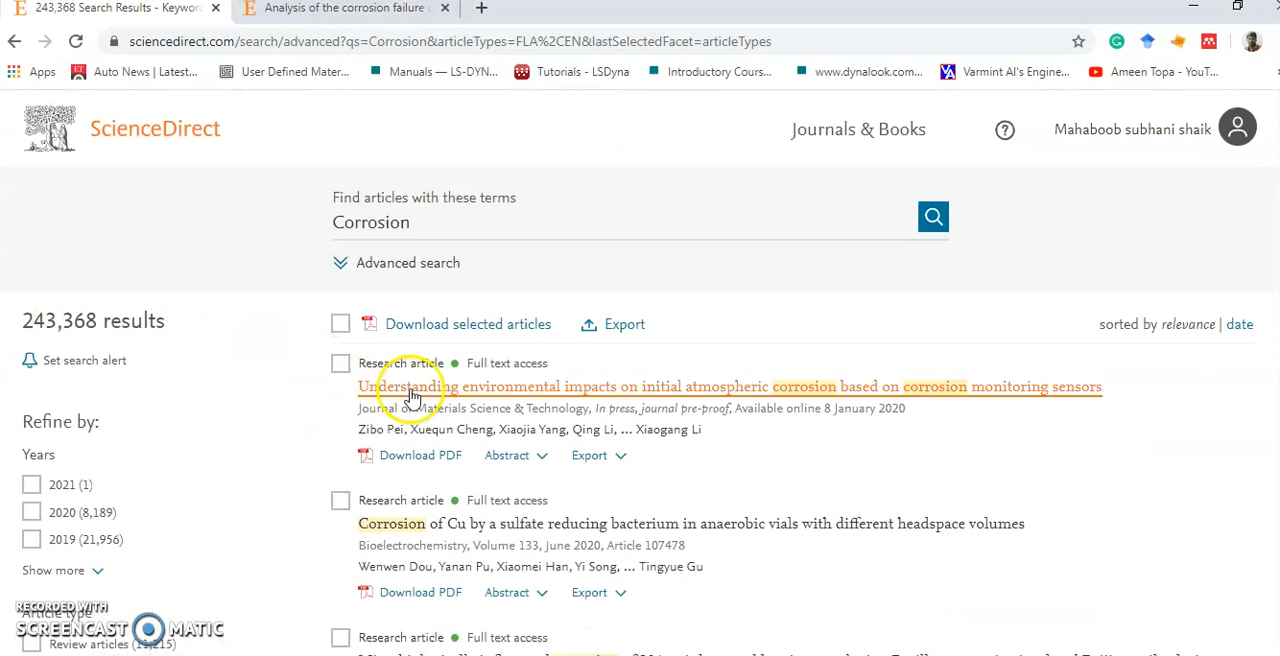 243,368 Search Results - Keywor
Analysis of the corrosion failure
sciencedirect.com/search/advanced?qs=Corrosion&articleTypes=FLA%2CEN&lastSelectedFacet=articleTypes
Apps
Auto News | Latest...
User Defined Mater...
Manuals — LS-DYN...
Tutorials - LSDyna
Introductory Cours...
www.dynalook.com...
Varmint Al's Engine...
Ameen Topa - YouT...
ScienceDirect
Journals & Books
Mahaboob subhani shaik
Find articles with these terms
Corrosion
Advanced search
243,368 results
Set search alert
Refine by:
Years
2021 (1)
2020 (8,189)
2019 (21,956)
Show more
Article type
Review articles
Download selected articles
Export
sorted by relevance | date
Research article
Full text access
Understanding environmental impacts on initial atmospheric corrosion based on corrosion monitoring sensors
Journal of Materials Science & Technology, In press, journal pre-proof, Available online 8 January 2020
Zibo Pei, Xuequn Cheng, Xiaojia Yang, Qing Li, ... Xiaogang Li
Download PDF
Abstract
Export
Research article
Full text access
Corrosion of Cu by a sulfate reducing bacterium in anaerobic vials with different headspace volumes
Bioelectrochemistry, Volume 133, June 2020, Article 107478
Wenwen Dou, Yanan Pu, Xiaomei Han, Yi Song, ... Tingyue Gu
Download PDF
Abstract
Export
Research article
Full text access
RECORDED WITH
SCREENCAST MATIC